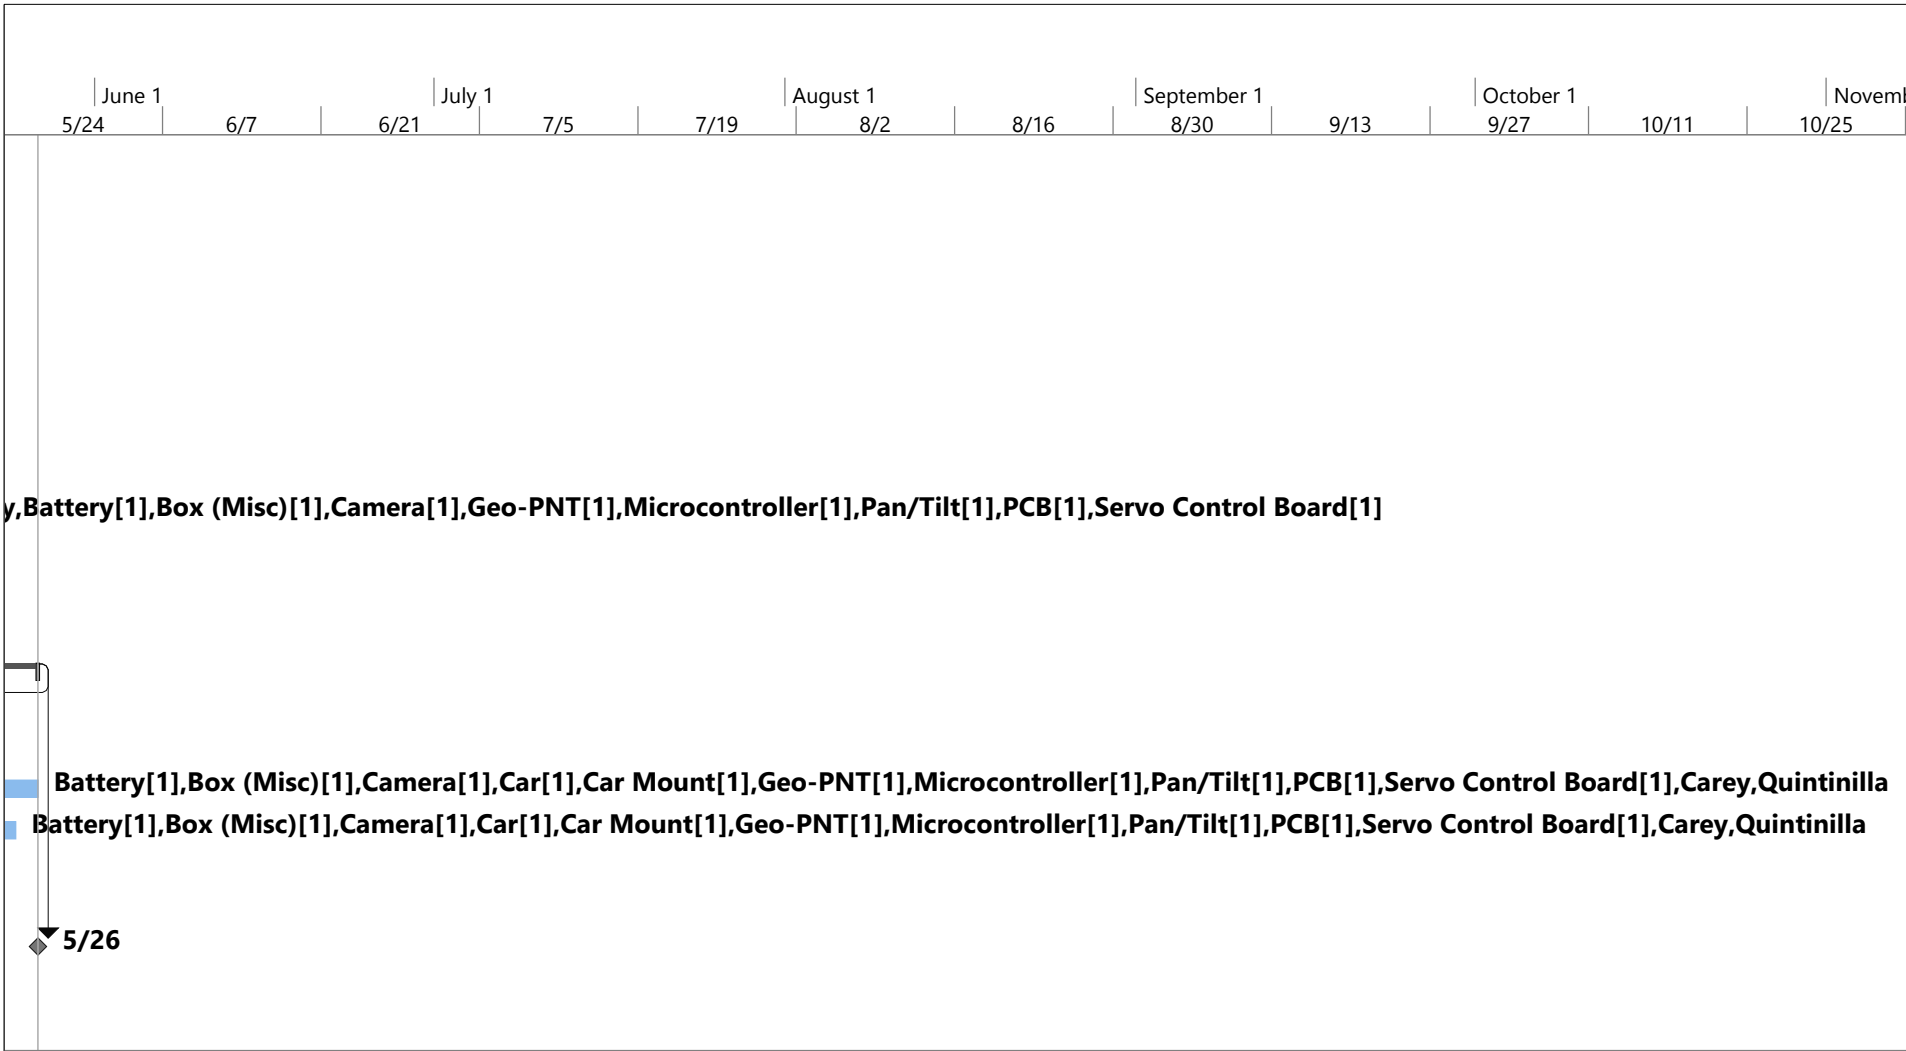 June 1 July 1 August 1 September 1 October 1 Novemb
5/24 6/7 6/21 7/5 7/19 8/2 8/16 8/30 9/13 9/27 10/11 10/25
y,Battery[1],Box (Misc)[1],Camera[1],Geo-PNT[1],Microcontroller[1],Pan/Tilt[1],PCB[1],Servo Control Board[1]
Battery[1],Box (Misc)[1],Camera[1],Car[1],Car Mount[1],Geo-PNT[1],Microcontroller[1],Pan/Tilt[1],PCB[1],Servo Control Board[1],Carey,Quintinilla
Battery[1],Box (Misc)[1],Camera[1],Car[1],Car Mount[1],Geo-PNT[1],Microcontroller[1],Pan/Tilt[1],PCB[1],Servo Control Board[1],Carey,Quintinilla
5/26